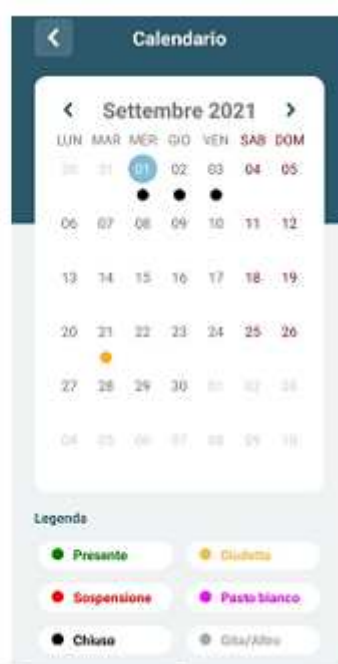 Calendario
Settembre 2021
LUN MAR MER GIO VEN SAB DOM
30 31 01 02 03 04 05
06 07 08 09 10 11 12
13 14 15 16 17 18 19
20 21 22 23 24 25 26
27 28 29 30 01 02 03
04 05 06 07 08 09 10
Legenda
Presente
Sospensione Pasto bianco
Chiuso Gita/Altro